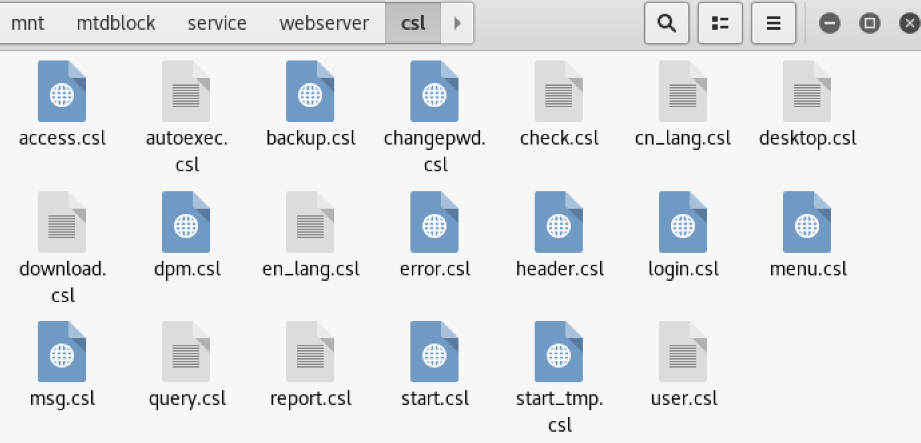 mnt mtdblock service webserver csl
access.csl autoexec. backup.csl changepwd. check.csl cn_lang.csl desktop.csl
csl csl
download. dpm.csl en_lang.csl error.csl header.csl login.csl menu.csl
csl
msg.csl query.csl report.csl start.csl start_tmp. user.csl
csl